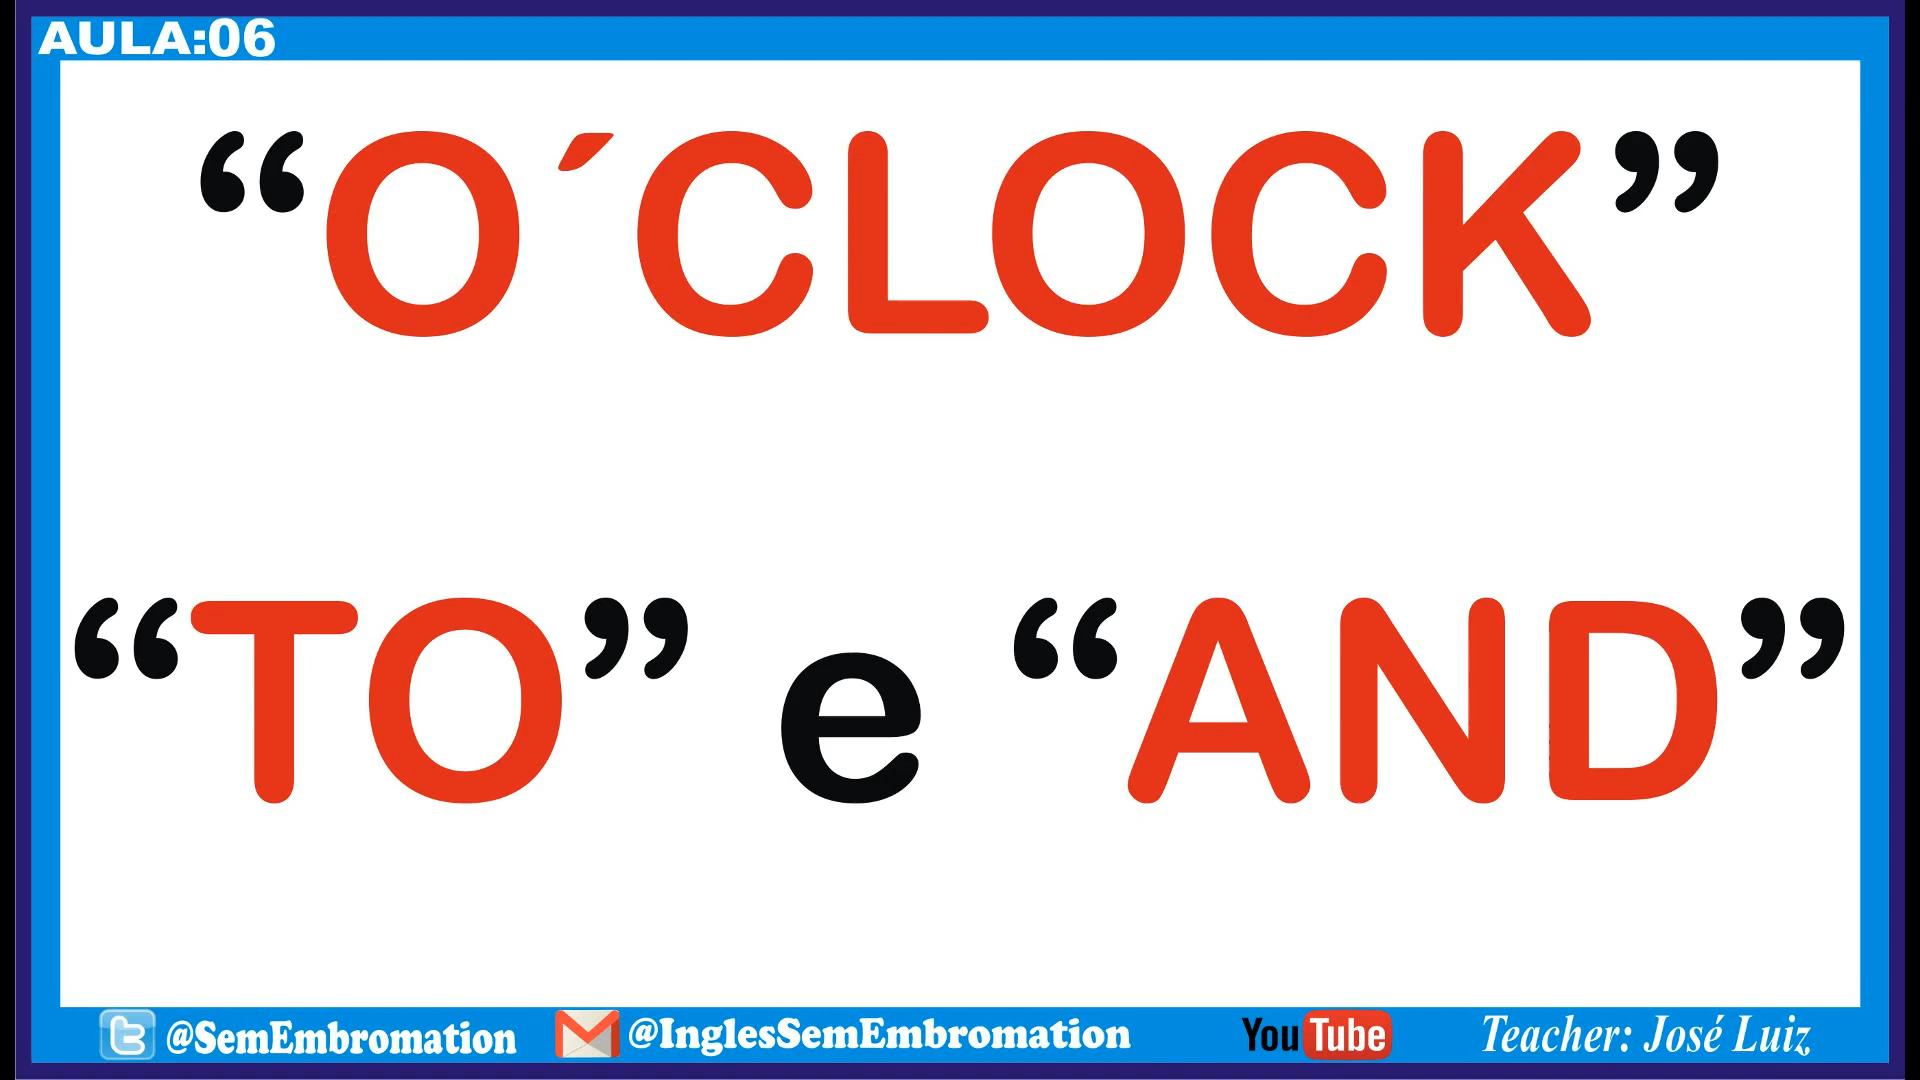 AULA:06
“O´CLOCK”
“TO” e “AND”
@SemEmbromation @InglesSemEmbromation YouTube Teacher: José Luiz